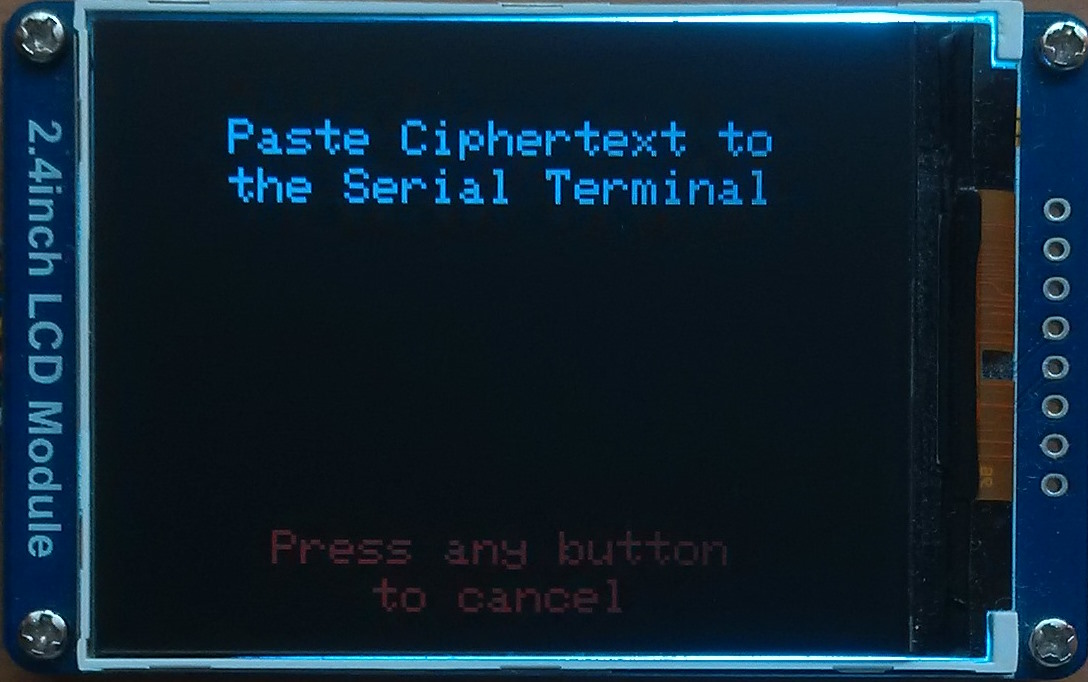 Paste Ciphertext to
the Serial Terminal
Press any button
to cancel
2.4inch LCD Module